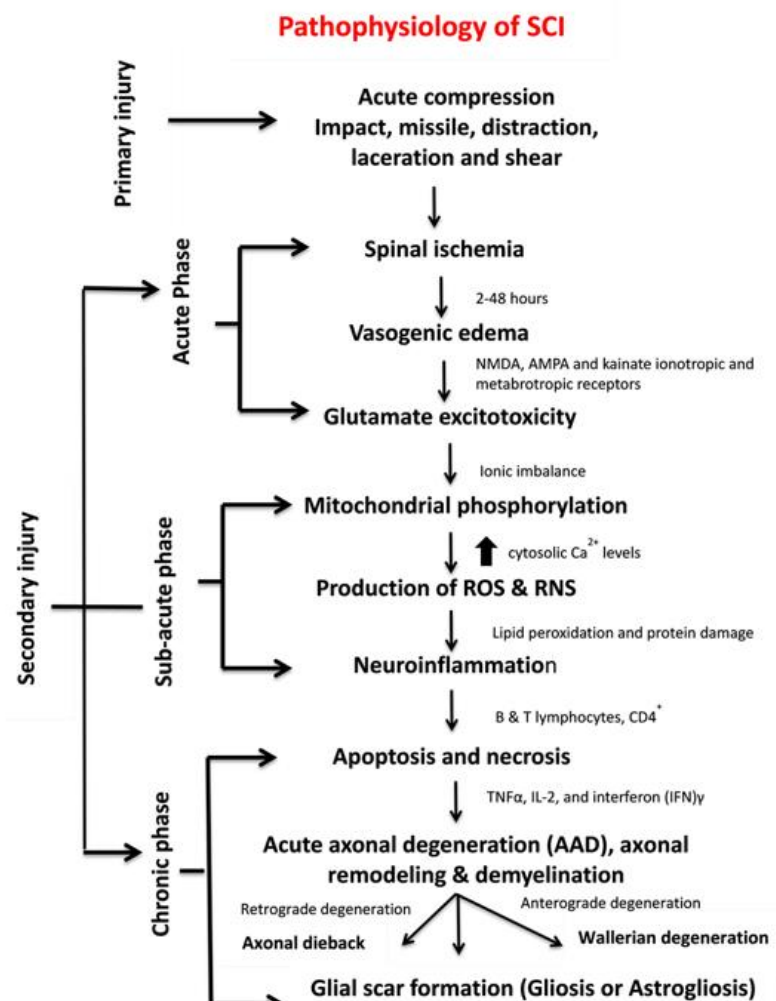 Pathophysiology of SCI
Primary injury
Acute compression
Impact, missile, distraction,
laceration and shear
Secondary injury
Acute Phase
Spinal ischemia
2-48 hours
Vasogenic edema
NMDA, AMPA and kainate ionotropic and
metabrotropic receptors
Glutamate excitotoxicity
Ionic imbalance
Sub-acute phase
Mitochondrial phosphorylation
cytosolic Ca2+ levels
Production of ROS & RNS
Lipid peroxidation and protein damage
Neuroinflammation
B & T lymphocytes, CD4+
Chronic phase
Apoptosis and necrosis
TNFα, IL-2, and interferon (IFN)γ
Acute axonal degeneration (AAD), axonal
remodeling & demyelination
Retrograde degeneration
Anterograde degeneration
Axonal dieback
Wallerian degeneration
Glial scar formation (Gliosis or Astrogliosis)